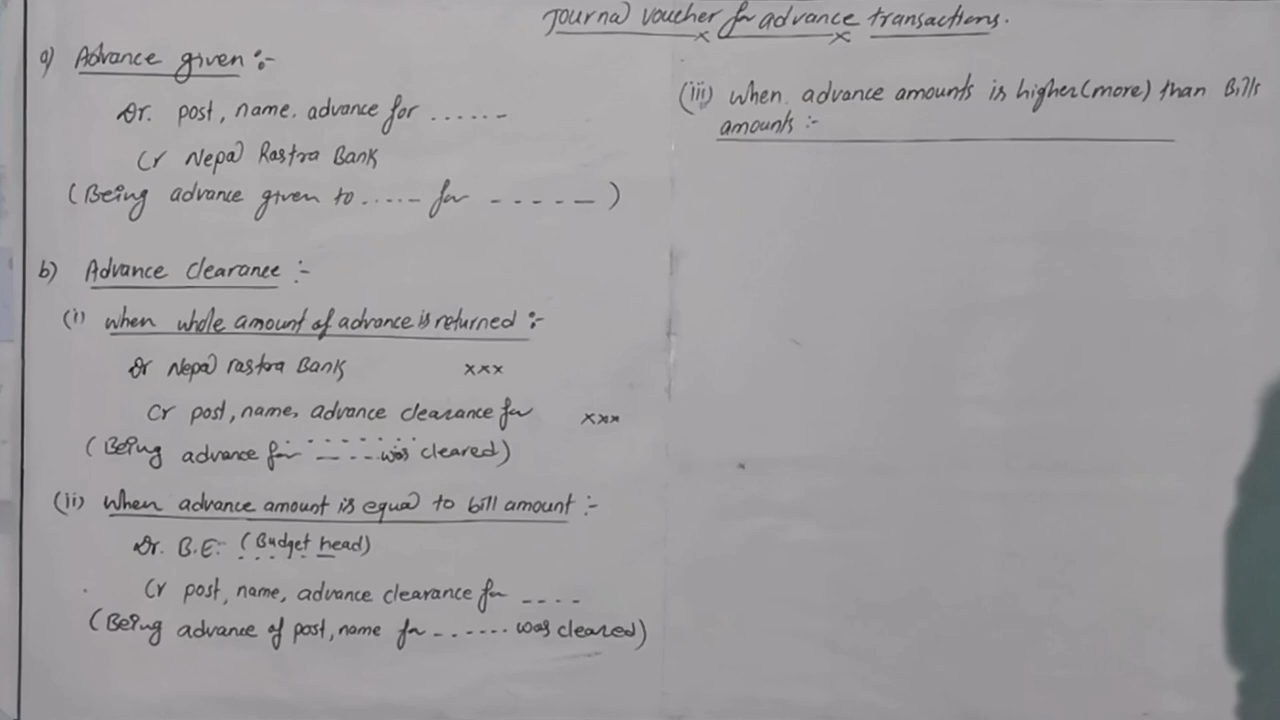 Journal voucher for advance transactions.
a) Advance given :-
Dr. post, name. advance for ......
Cr Nepal Rastra Bank
(Being advance given to ..... for -----)
b) Advance clearance :-
(i) when whole amount of advance is returned :-
Dr Nepal rastra Bank xxx
Cr post, name, advance clearance for xxx
(Being advance for ....... was cleared)
(ii) when advance amount is equal to bill amount :-
Dr. B.E. (Budget head)
Cr post, name, advance clearance for ----
(Being advance of post, name for ....... was cleared)
(iii) when advance amounts is higher(more) than Bills
amounts :-